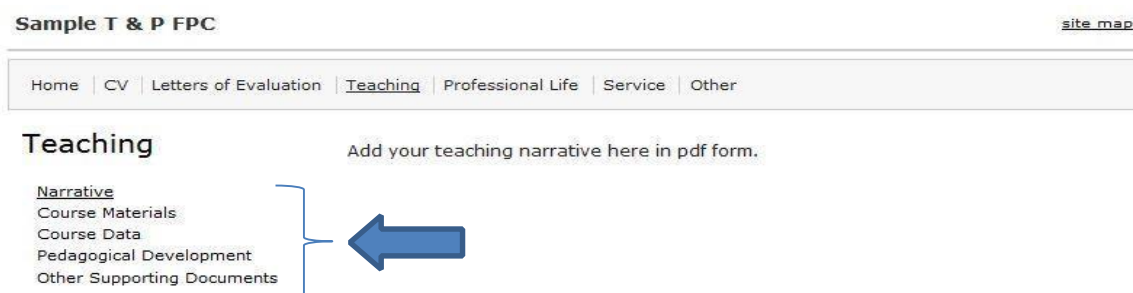 Sample T & P FPC
site map
Home | CV | Letters of Evaluation | Teaching | Professional Life | Service | Other
Teaching
Add your teaching narrative here in pdf form.
Narrative
Course Materials
Course Data
Pedagogical Development
Other Supporting Documents